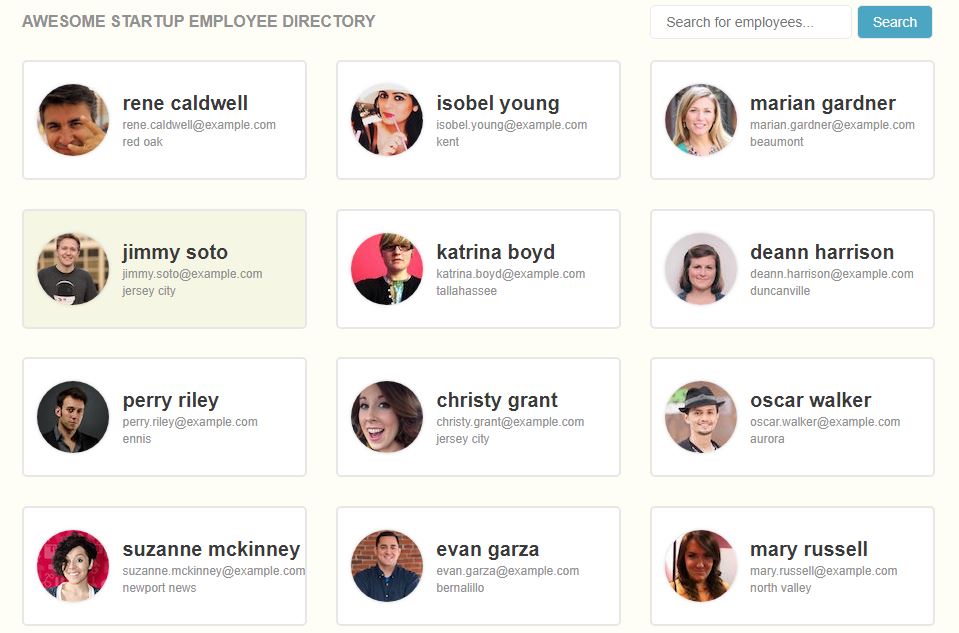 AWESOME STARTUP EMPLOYEE DIRECTORY
Search for employees...
Search
rene caldwell
rene.caldwell@example.com
red oak
isobel young
isobel.young@example.com
kent
marian gardner
marian.gardner@example.com
beaumont
jimmy soto
jimmy.soto@example.com
jersey city
katrina boyd
katrina.boyd@example.com
tallahassee
deann harrison
deann.harrison@example.com
duncanville
perry riley
perry.riley@example.com
ennis
christy grant
christy.grant@example.com
jersey city
oscar walker
oscar.walker@example.com
aurora
suzanne mckinney
suzanne.mckinney@example.com
newport news
evan garza
evan.garza@example.com
bernalillo
mary russell
mary.russell@example.com
north valley